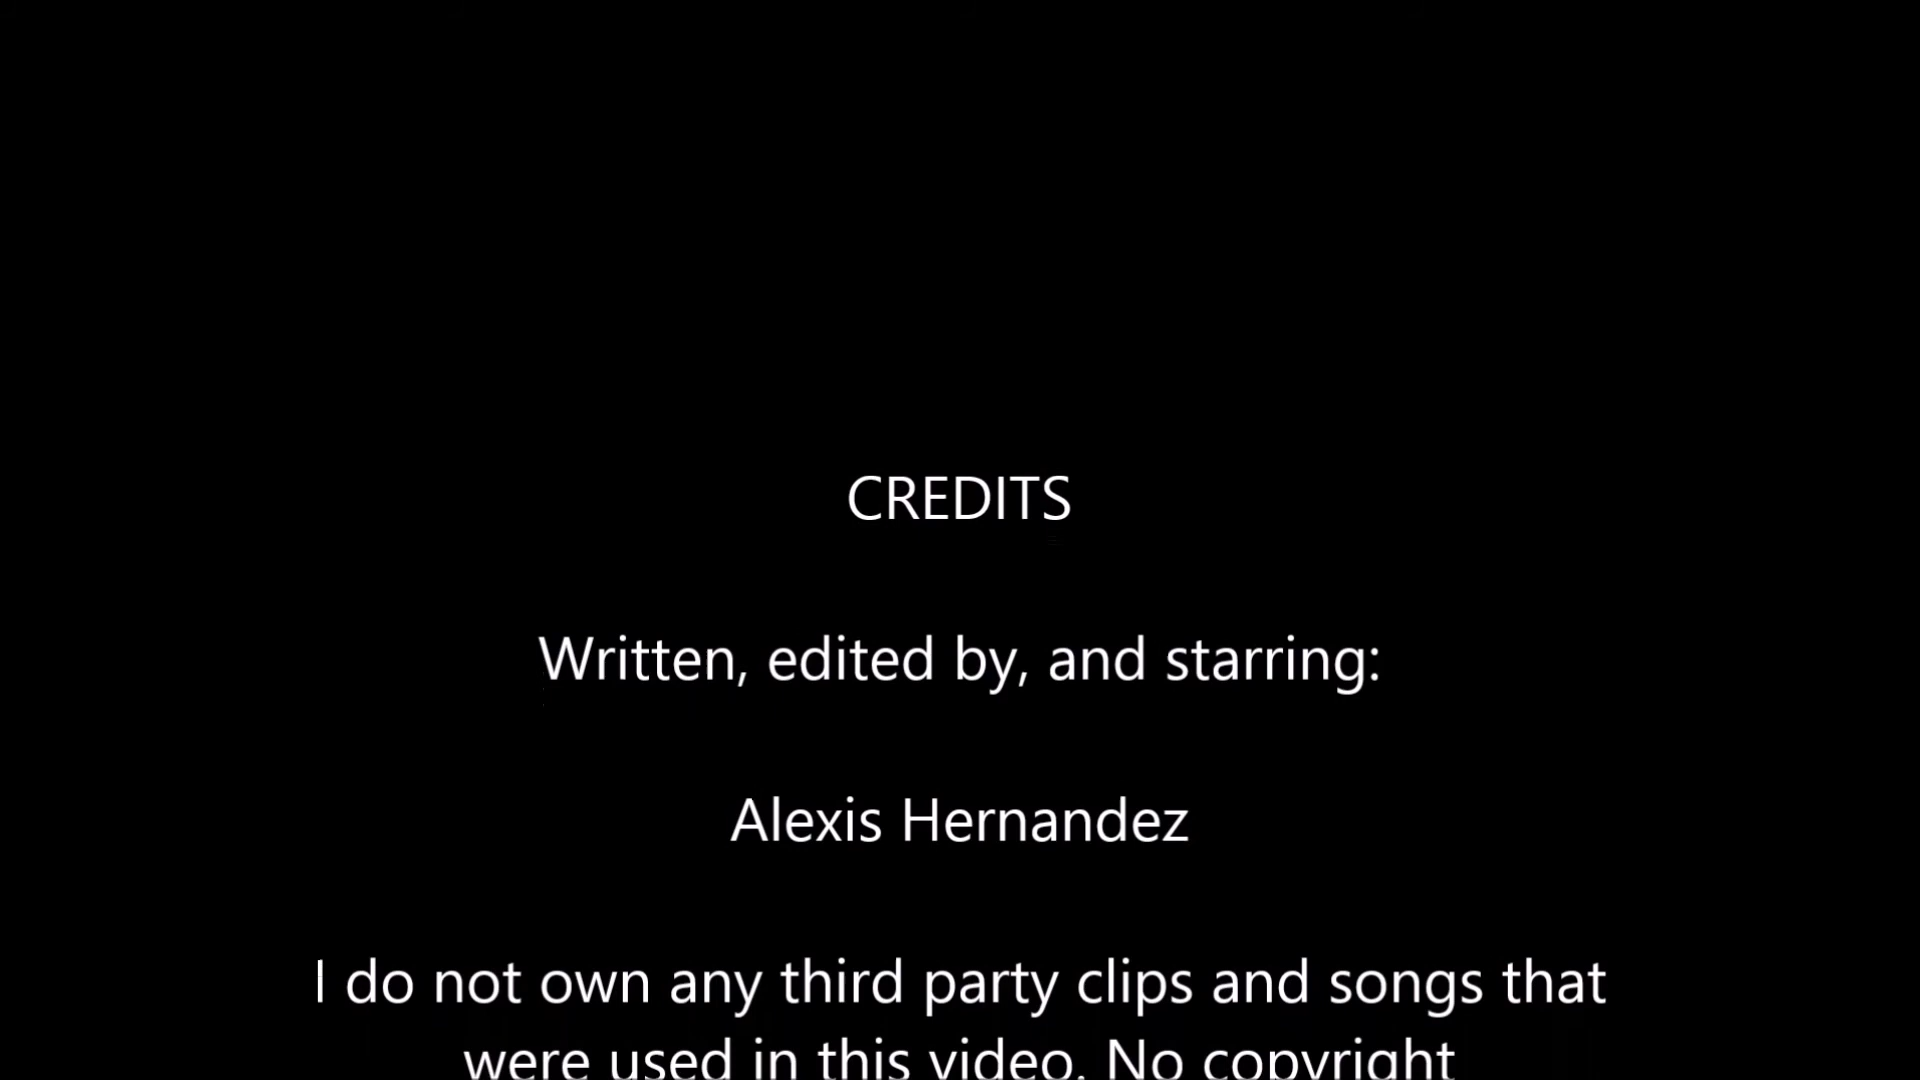 CREDITS
Written, edited by, and starring:
Alexis Hernandez
I do not own any third party clips and songs that
were used in this video. No copyright